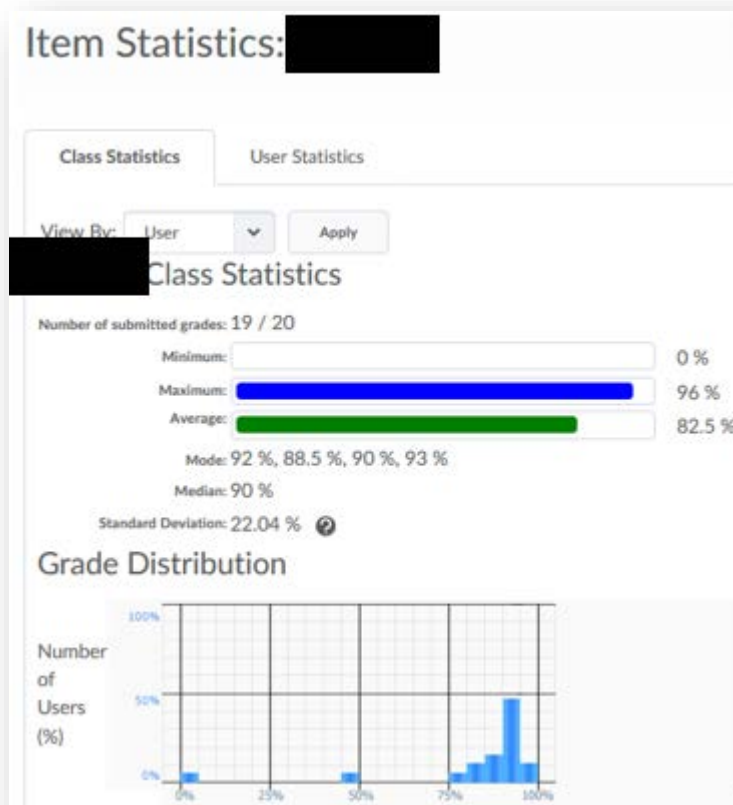 Item Statistics:
Class Statistics User Statistics
View By: User Apply
Class Statistics
Number of submitted grades: 19 / 20
Minimum: 0 %
Maximum: 96 %
Average: 82.5 %
Mode: 92 %, 88.5 %, 90 %, 93 %
Median: 90 %
Standard Deviation: 22.04 %
Grade Distribution
100%
Number
of
Users
(%)
50%
0%
0% 25% 50% 75% 100%